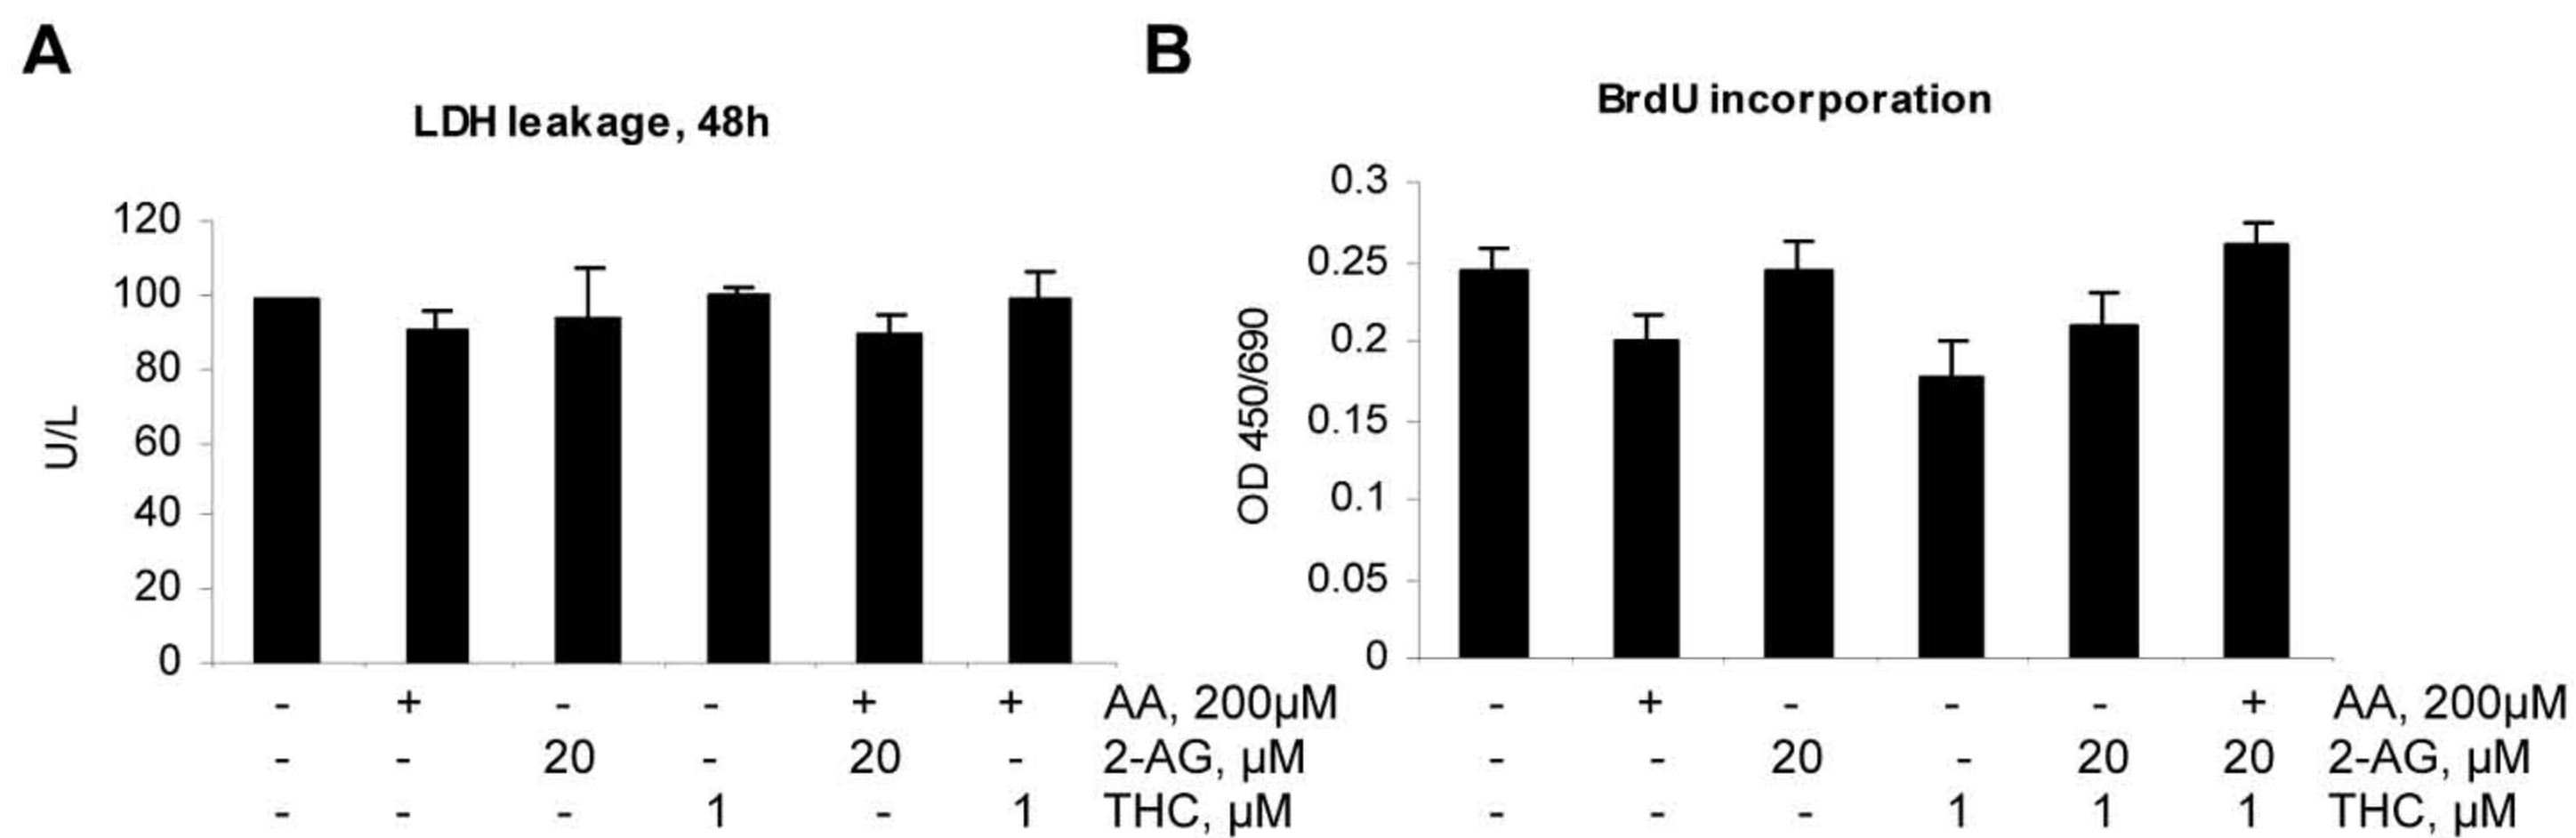 A
LDH leakage, 48h
120
100
80
60
40
20
0
U/L
- + - - + + AA, 200µM
- - 20 - 20 - 2-AG, µM
- - - 1 - 1 THC, µM
B
BrdU incorporation
0.3
0.25
0.2
0.15
0.1
0.05
0
OD 450/690
- + - - - + AA, 200µM
- - 20 - 20 20 2-AG, µM
- - - 1 1 1 THC, µM